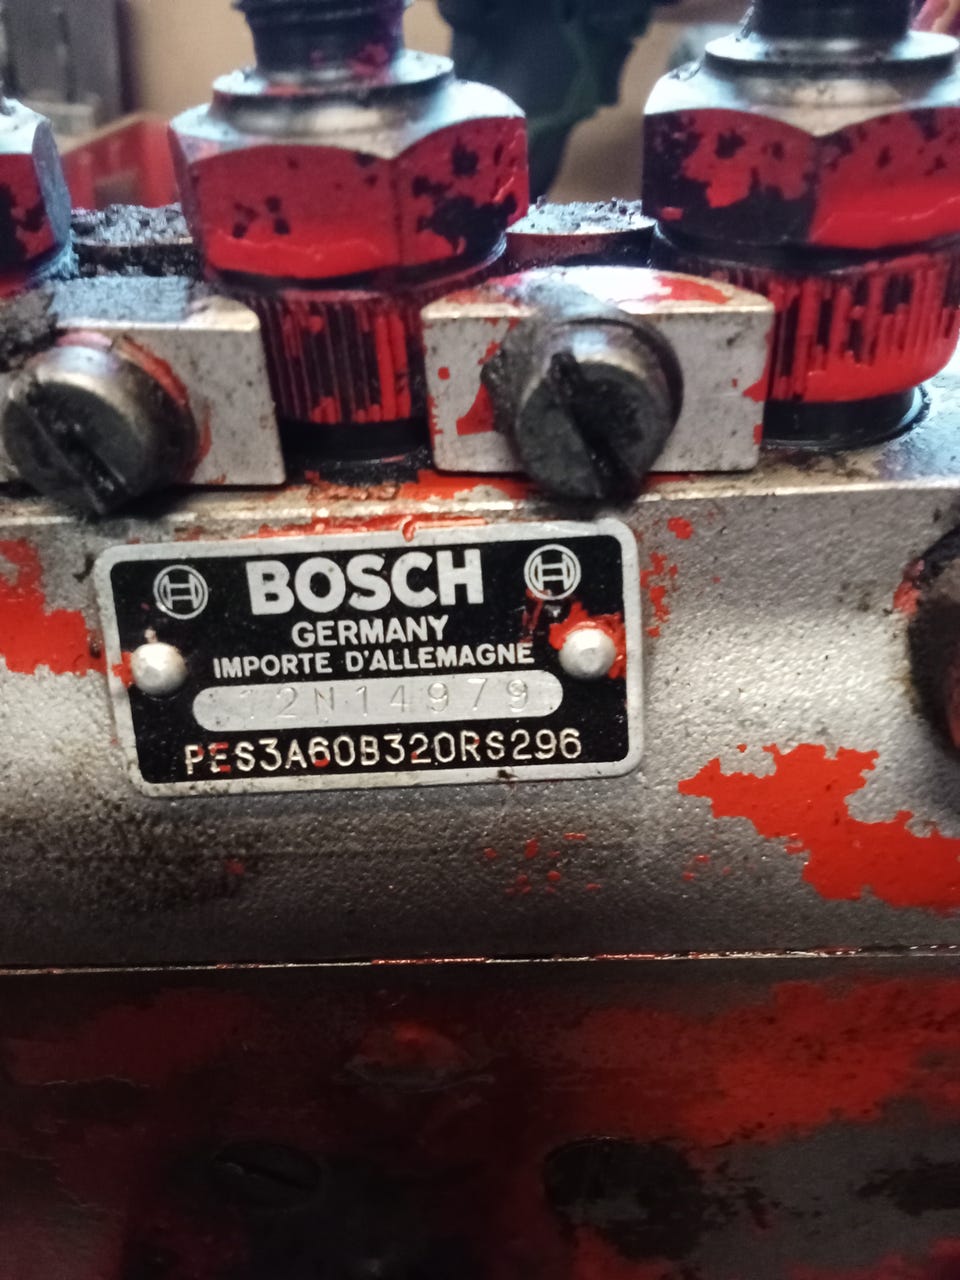 BOSCH
GERMANY
IMPORTE D'ALLEMAGNE
12N14979
PES3A60B320RS296